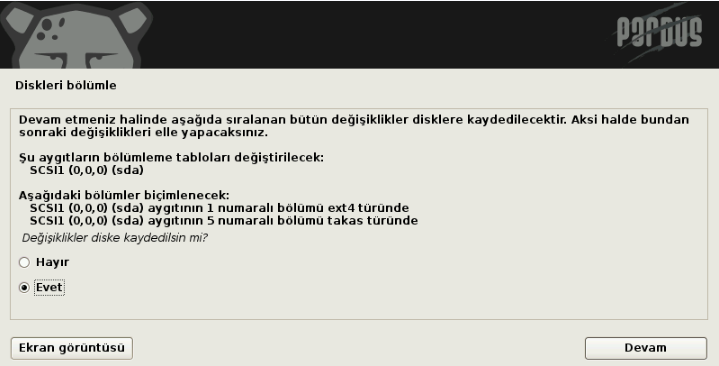 PARDUS
Diskleri bölümle
Devam etmeniz halinde aşağıda sıralanan bütün değişiklikler disklere kaydedilecektir. Aksi halde bundan
sonraki değişiklikleri elle yapacaksınız.
Şu aygıtların bölümleme tabloları değiştirilecek:
SCSI1 (0,0,0) (sda)
Aşağıdaki bölümler biçimlenecek:
SCSI1 (0,0,0) (sda) aygıtının 1 numaralı bölümü ext4 türünde
SCSI1 (0,0,0) (sda) aygıtının 5 numaralı bölümü takas türünde
Değişiklikler diske kaydedilsin mi?
Hayır
Evet
Ekran görüntüsü
Devam